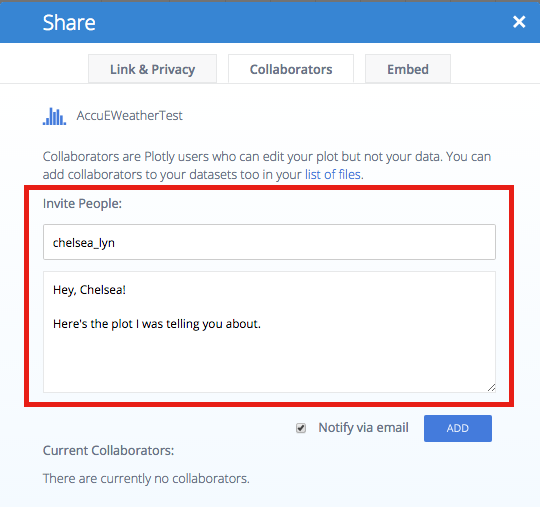 Share
Link & Privacy
Collaborators
Embed
AccuEWeatherTest
Collaborators are Plotly users who can edit your plot but not your data. You can
add collaborators to your datasets too in your list of files.
Invite People:
chelsea_lyn
Hey, Chelsea!
Here's the plot I was telling you about.
Notify via email
ADD
Current Collaborators:
There are currently no collaborators.